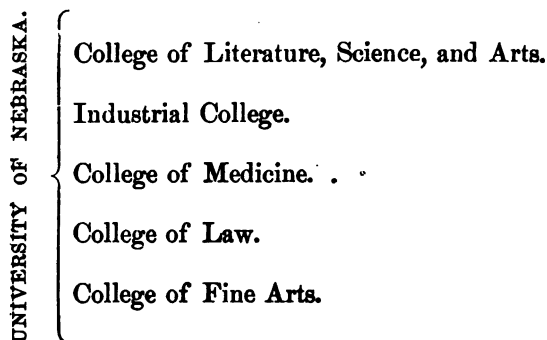 UNIVERSITY OF NEBRASKA.
College of Literature, Science, and Arts.
Industrial College.
College of Medicine. .
College of Law.
College of Fine Arts.